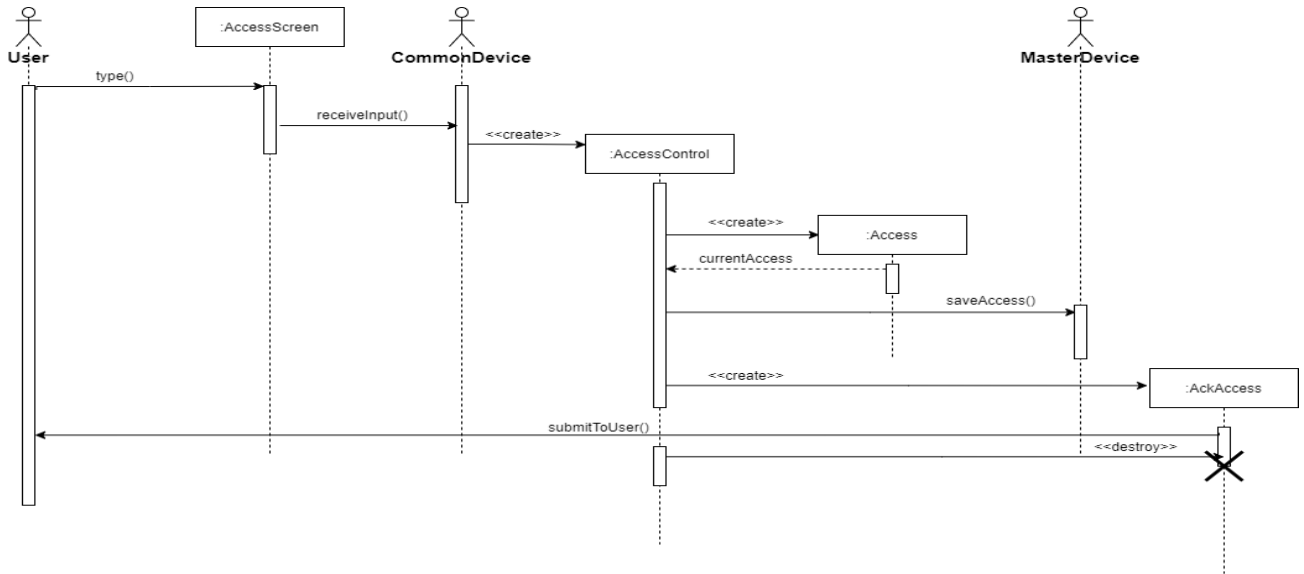 :AccessScreen
User
CommonDevice
MasterDevice
type()
receiveInput()
<<create>>
:AccessControl
<<create>>
:Access
currentAccess
saveAccess()
<<create>>
:AckAccess
submitToUser()
<<destroy>>